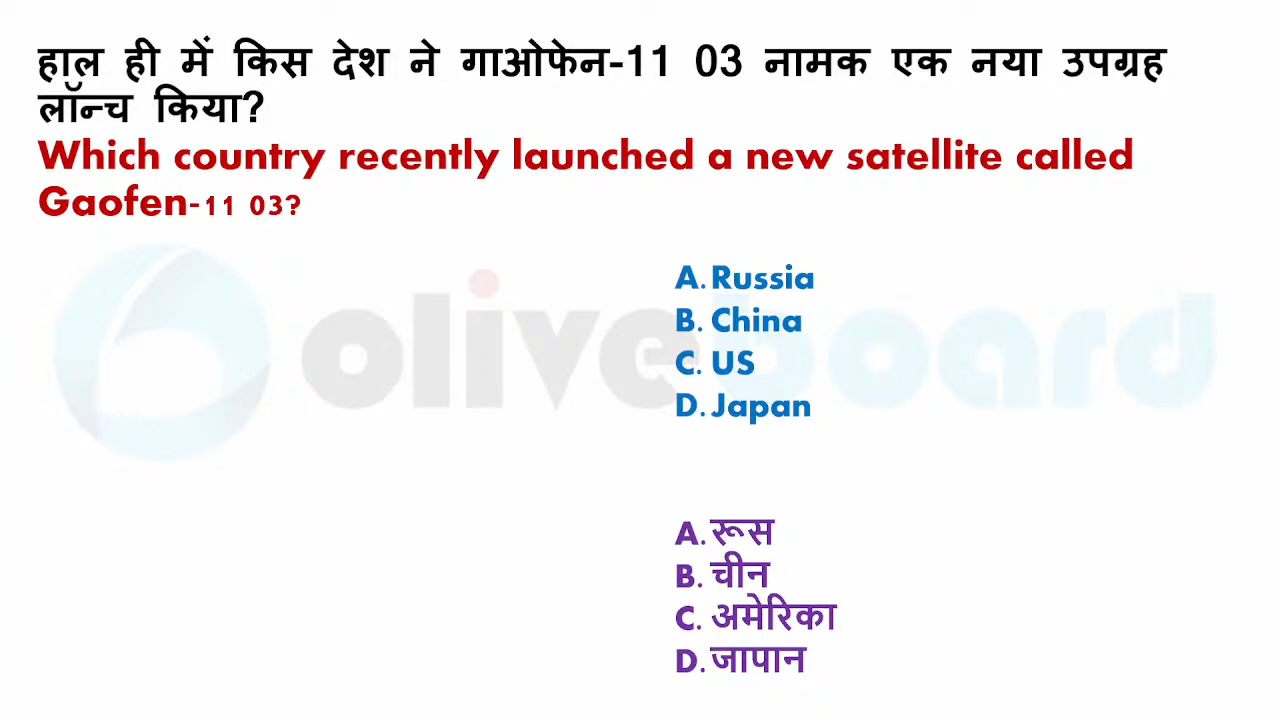 हाल ही में किस देश ने गाओफेन-11 03 नामक एक नया उपग्रह
लॉन्च किया?
Which country recently launched a new satellite called
Gaofen-11 03?
oliveboard
A. Russia
B. China
C. US
D. Japan
A. रूस
B. चीन
C. अमेरिका
D. जापान